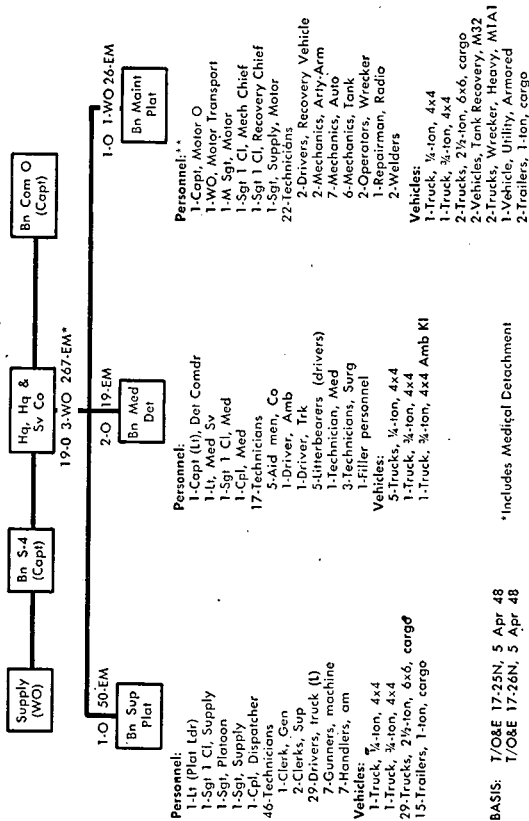 Supply
(WO)
Bn S-4
(Capt)
Hq, Hq &
Sv Co
Bn Com O
(Capt)
19-O 3-WO 267-EM*
1-O 50-EM
Bn Sup
Plat
2-O 19-EM
Bn Med
Det
1-O 1-WO 26-EM
Bn Maint
Plat
Personnel:
1-Lt (Plat Ldr)
1-Sgt 1 Cl, Supply
1-Sgt, Platoon
1-Sgt, Supply
1-Cpl, Dispatcher
46-Technicians
1-Clerk, Gen
2-Clerks, Sup
29-Drivers, truck (L)
7-Gunners, machine
7-Handlers, am
Vehicles:
1-Truck, ¼-ton, 4x4
1-Truck, ¾-ton, 4x4
29-Trucks, 2½-ton, 6x6, cargo
15-Trailers, 1-ton, cargo
Personnel:
1-Capt (Lt), Det Comdr
1-Lt, Med Sv
1-Sgt 1 Cl, Med
1-Cpl, Med
17-Technicians
5-Aid men, Co
1-Driver, Amb
1-Driver, Trk
5-Litterbearers (drivers)
1-Technician, Med
3-Technicians, Surg
1-Filler personnel
Vehicles:
5-Trucks, ¼-ton, 4x4
1-Truck, ¾-ton, 4x4
1-Truck, ¾-ton, 4x4 Amb KI
Personnel:**
1-Capt, Motor O
1-WO, Motor Transport
1-M Sgt, Motor
1-Sgt 1 Cl, Mech Chief
1-Sgt 1 Cl, Recovery Chief
1-Sgt, Supply, Motor
22-Technicians
2-Drivers, Recovery Vehicle
2-Mechanics, Arty-Arm
7-Mechanics, Auto
6-Mechanics, Tank
2-Operators, Wrecker
1-Repairman, Radio
2-Welders
Vehicles:
1-Truck, ¼-ton, 4x4
1-Truck, ¾-ton, 4x4
2-Trucks, 2½-ton, 6x6, cargo
2-Vehicles, Tank Recovery, M32
2-Trucks, Wrecker, Heavy, M1A1
1-Vehicle, Utility, Armored
2-Trailers, 1-ton, cargo
BASIS: T/O&E 17-25N, 5 Apr 48
T/O&E 17-26N, 5 Apr 48
*Includes Medical Detachment